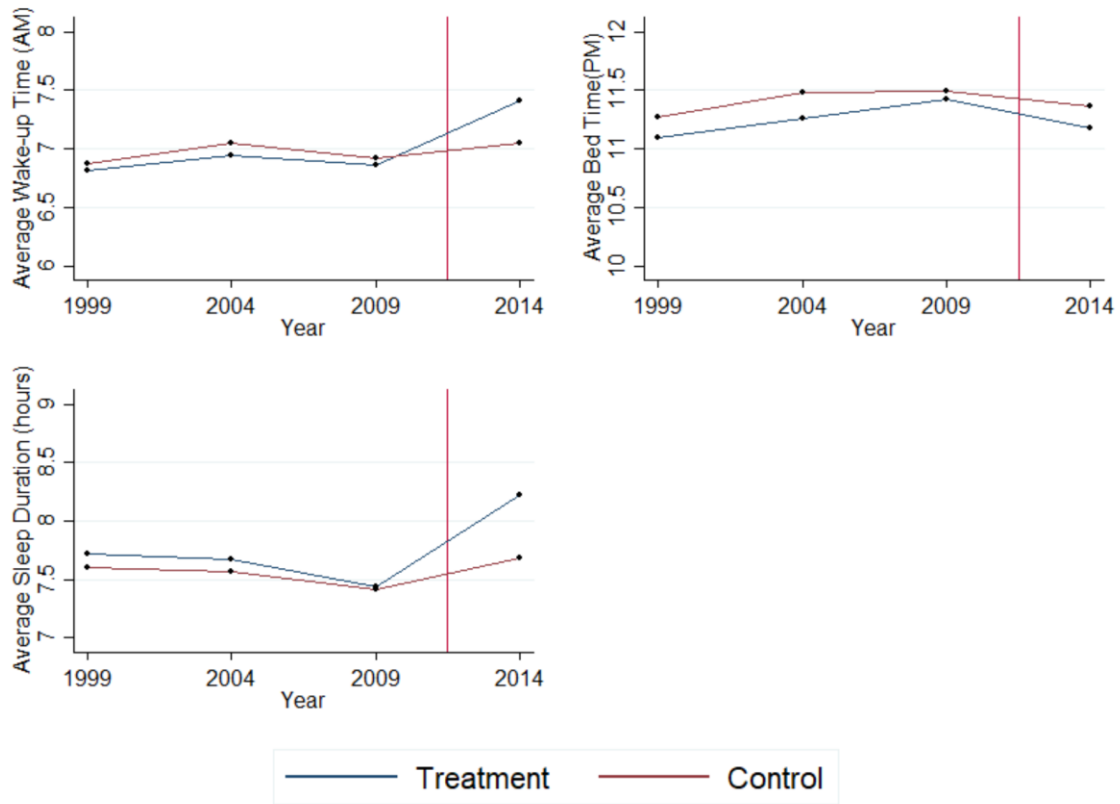 Average Wake-up Time (AM)
8
7.5
7
6.5
6
1999 2004 2009 2014
Year
Average Bed Time(PM)
12
11.5
11
10.5
10
1999 2004 2009 2014
Year
Average Sleep Duration (hours)
9
8.5
8
7.5
7
1999 2004 2009 2014
Year
Treatment Control